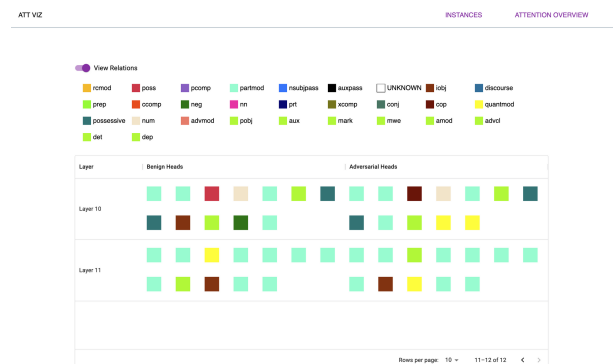 ATT VIZ INSTANCES ATTENTION OVERVIEW
View Relations
rcmod poss pcomp partmod nsubjpass auxpass UNKNOWN iobj discourse
prep ccomp neg nn prt xcomp conj cop quantmod
possessive num advmod pobj aux mark mwe amod advcl
det dep
Layer Benign Heads Adversarial Heads
Layer 10
Layer 11
Rows per page: 10 11-12 of 12